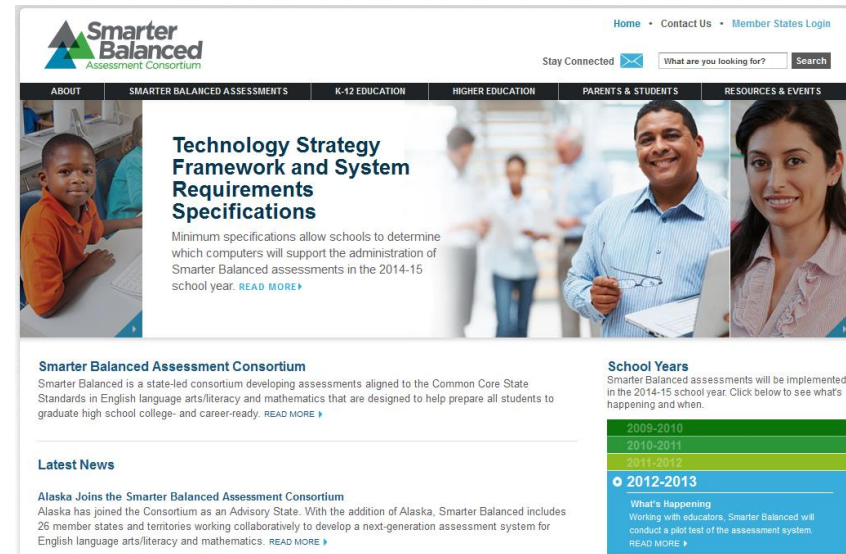 Smarter
Balanced
Assessment Consortium
Home • Contact Us • Member States Login
Stay Connected
What are you looking for?
Search
ABOUT
SMARTER BALANCED ASSESSMENTS
K-12 EDUCATION
HIGHER EDUCATION
PARENTS & STUDENTS
RESOURCES & EVENTS
Technology Strategy
Framework and System
Requirements
Specifications
Minimum specifications allow schools to determine
which computers will support the administration of
Smarter Balanced assessments in the 2014-15
school year. READ MORE
Smarter Balanced Assessment Consortium
Smarter Balanced is a state-led consortium developing assessments aligned to the Common Core State
Standards in English language arts/literacy and mathematics that are designed to help prepare all students to
graduate high school college- and career-ready. READ MORE
Latest News
Alaska Joins the Smarter Balanced Assessment Consortium
Alaska has joined the Consortium as an Advisory State. With the addition of Alaska, Smarter Balanced includes
26 member states and territories working collaboratively to develop a next-generation assessment system for
English language arts/literacy and mathematics. READ MORE
School Years
Smarter Balanced assessments will be implemented
in the 2014-15 school year. Click below to see what's
happening and when.
2009-2010
2010-2011
2011-2012
2012-2013
What's Happening
Working with educators, Smarter Balanced will
conduct a pilot test of the assessment system.
READ MORE